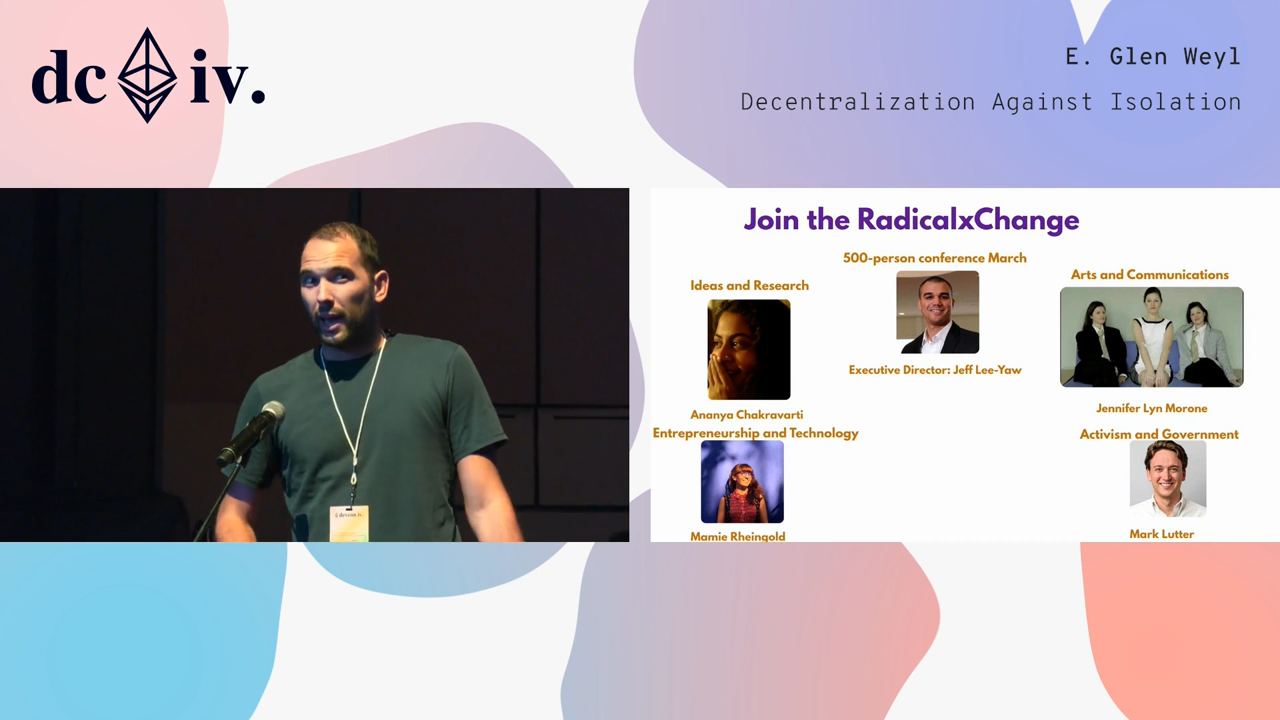 dc iv.
E. Glen Weyl
Decentralization Against Isolation
Join the RadicalxChange
500-person conference March
Ideas and Research
Arts and Communications
Executive Director: Jeff Lee-Yaw
Ananya Chakravarti
Jennifer Lyn Morone
Entrepreneurship and Technology
Activism and Government
Mamie Rheingold
Mark Lutter
devcon iv.